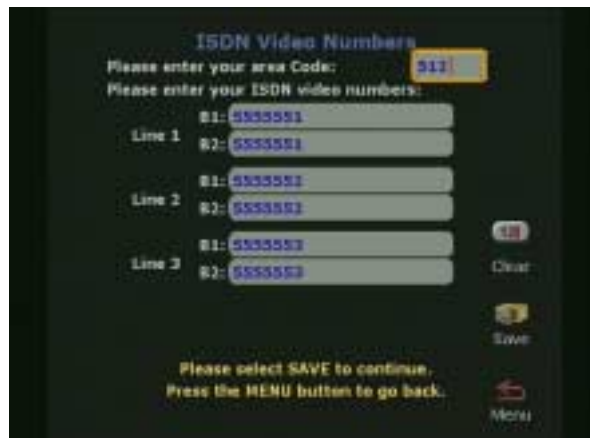 ISDN Video Numbers
Please enter your area Code: 512
Please enter your ISDN video numbers:
Line 1 B1: 5555551
B2: 5555551
Line 2 B1: 5555552
B2: 5555552
Line 3 B1: 5555553
B2: 5555553
Clear
Save
Please select SAVE to continue.
Press the MENU button to go back.
Menu